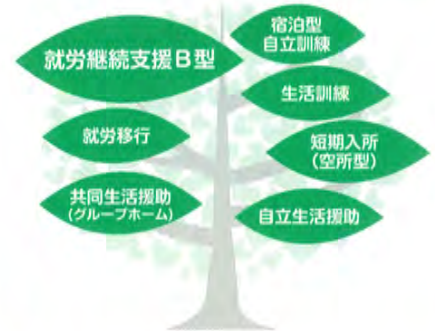 就労継続支援B型
就労移行
共同生活援助
(グループホーム)
宿泊型
自立訓練
生活訓練
短期入所
(空所型)
自立生活援助